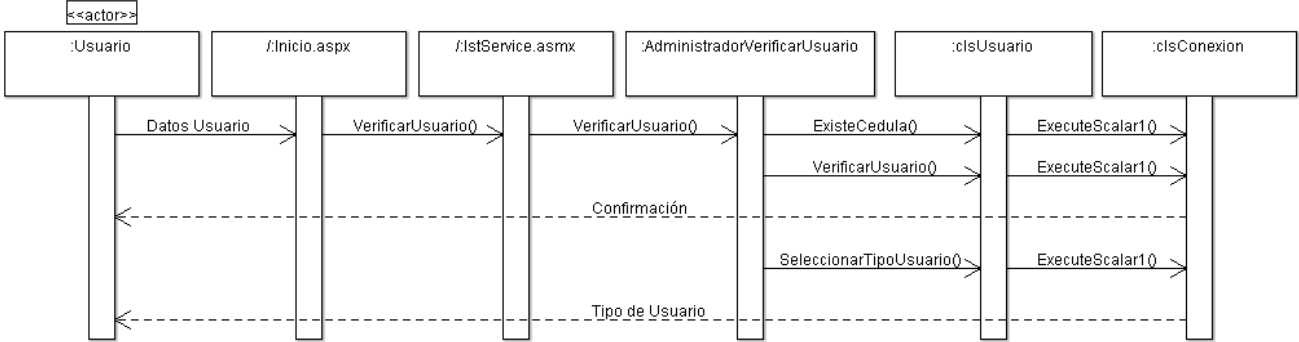 <<actor>>
:Usuario
/:Inicio.aspx
/:IstService.asmx
:AdministradorVerificarUsuario
:clsUsuario
:clsConexion
Datos Usuario
VerificarUsuario()
VerificarUsuario()
ExisteCedula()
ExecuteScalar1()
VerificarUsuario()
ExecuteScalar1()
Confirmación
SeleccionarTipoUsuario()
ExecuteScalar1()
Tipo de Usuario